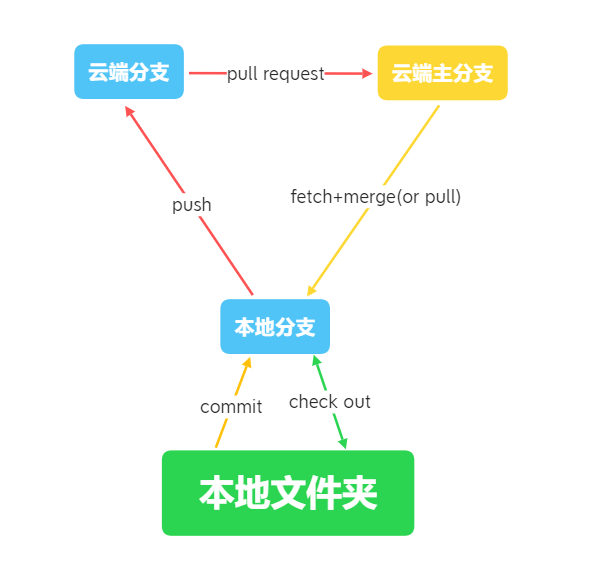 云端分支
pull request
云端主分支
push
fetch+merge(or pull)
本地分支
commit
check out
本地文件夹